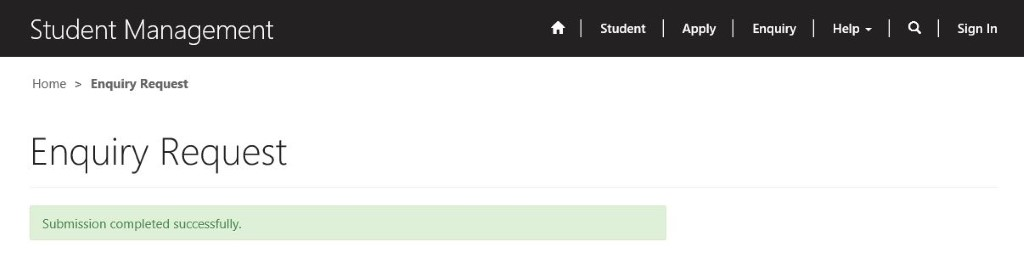 Student Management
Student | Apply | Enquiry | Help | Sign In
Home > Enquiry Request
Enquiry Request
Submission completed successfully.